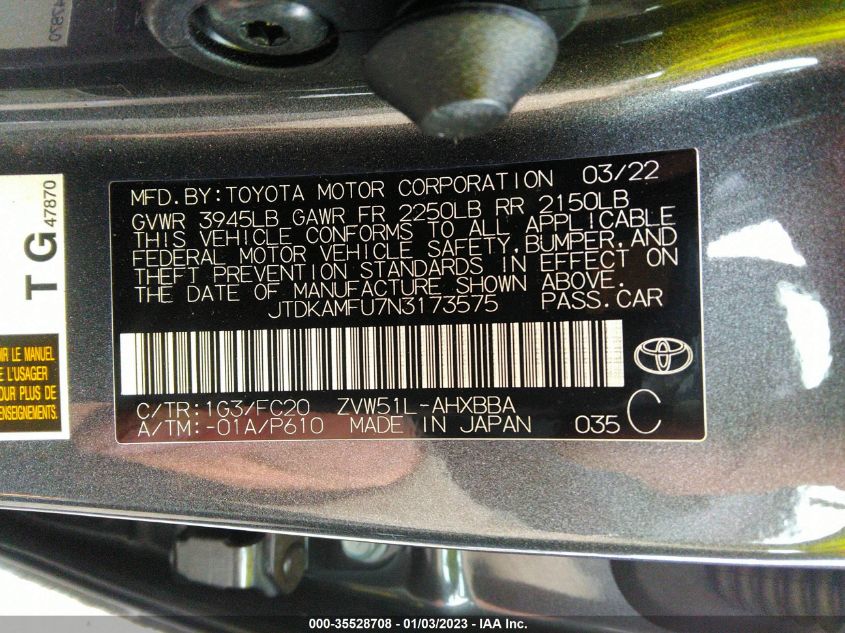 MFD.BY:TOYOTA MOTOR CORPORATION 03/22
GVWR 3945LB GAWR FR 2250LB RR 2150LB
THIS VEHICLE CONFORMS TO ALL APPLICABLE
FEDERAL MOTOR VEHICLE SAFETY,BUMPER,AND
THEFT PREVENTION STANDARDS IN EFFECT ON
THE DATE OF MANUFACTURE SHOWN ABOVE.
JTDKAMFU7N3173575 PASS.CAR
C/TR:1G3/FC20 ZVW51L-AHXBBA
A/TM:-01A/P610 MADE IN JAPAN 035 C
TG
47870
LE MANUEL
L'USAGER
POUR PLUS DE
000-35528708 - 01/03/2023 - IAA Inc.